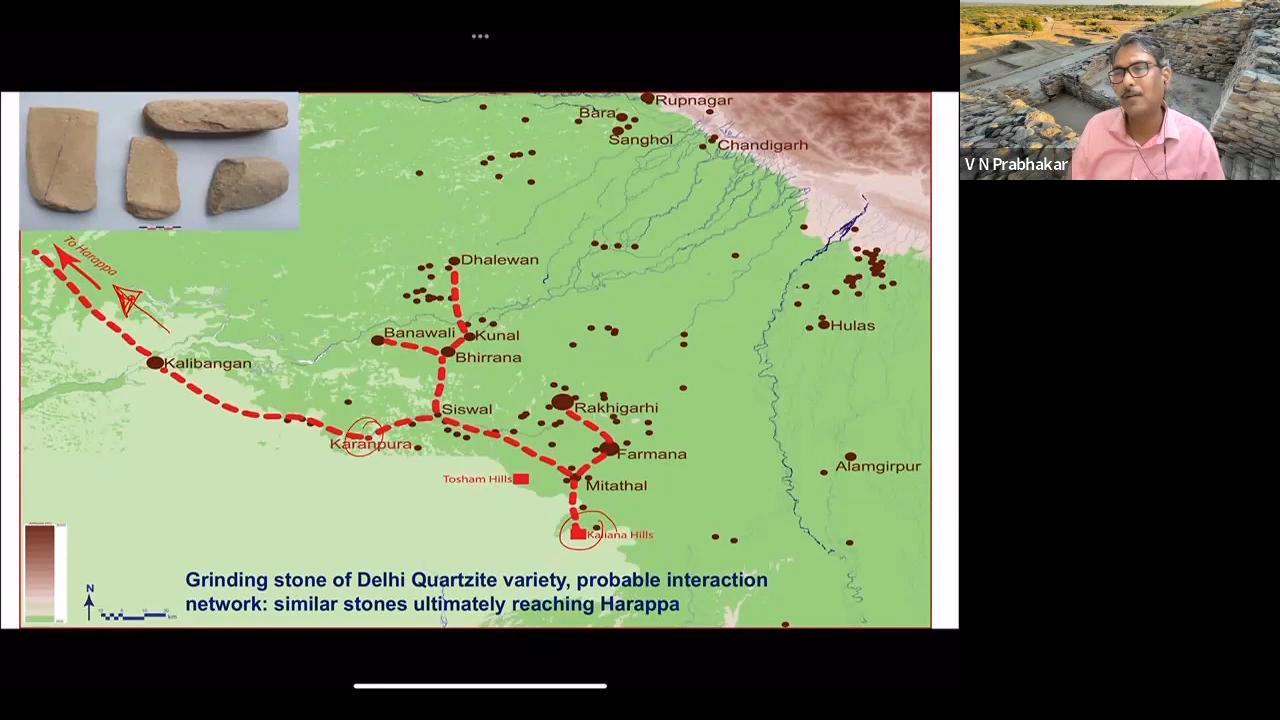 V N Prabhakar
To Harappa
Rupnagar
Bara
Sanghol
Chandigarh
Dhalewan
Banawali
Kunal
Bhirrana
Hulas
Kalibangan
Siswal
Rakhigarhi
Karanpura
Farmana
Alamgirpur
Tosham Hills
Mitathal
Kaliana Hills
Grinding stone of Delhi Quartzite variety, probable interaction
network: similar stones ultimately reaching Harappa
N
km